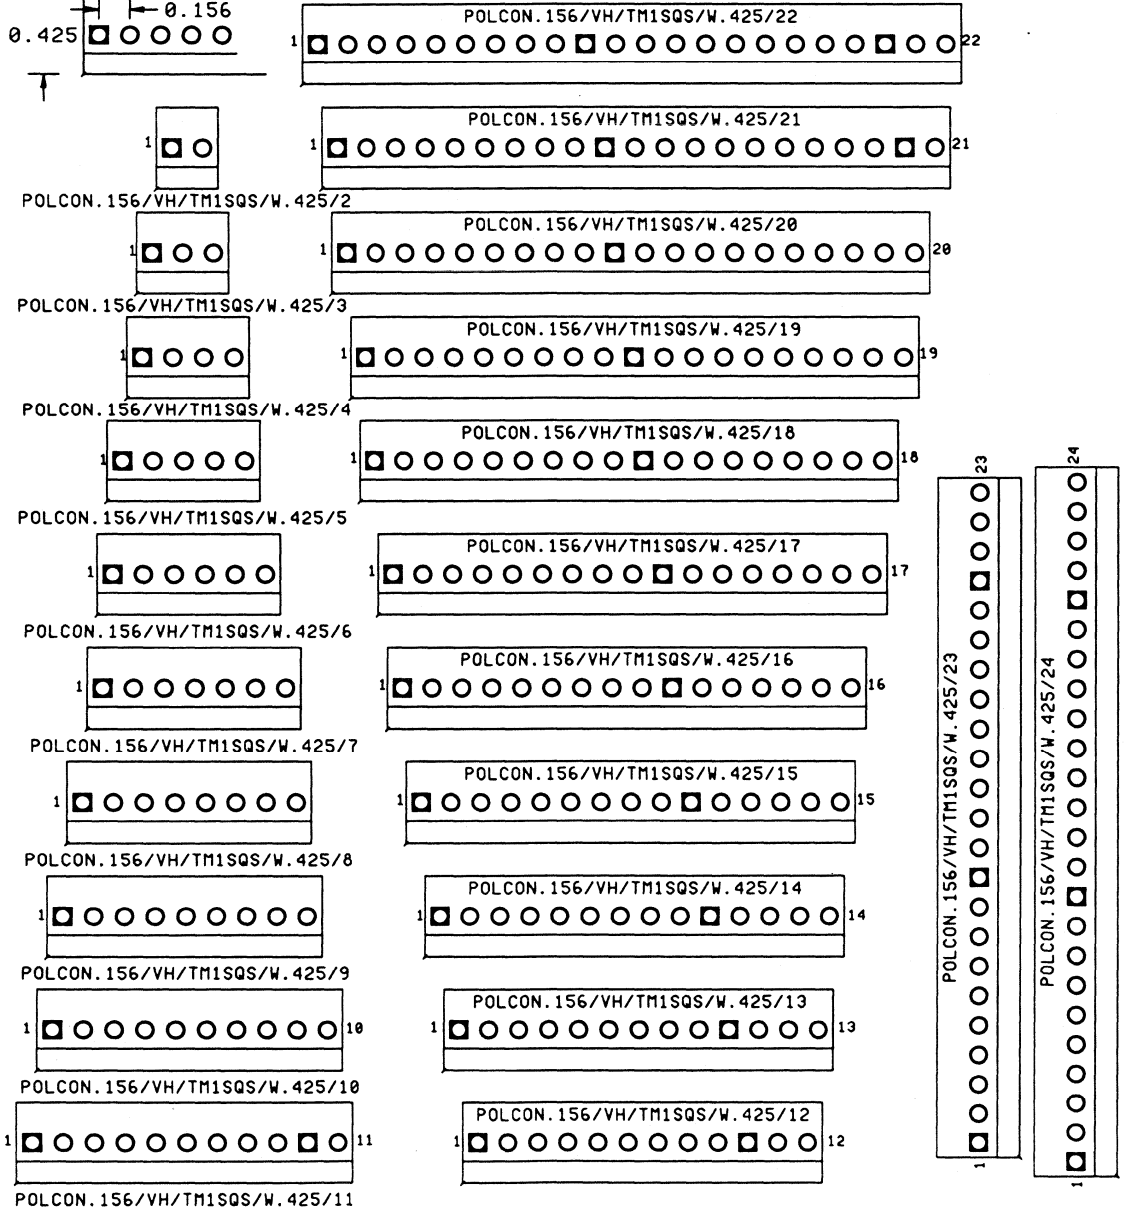 0.156
0.425
POLCON.156/VH/TM1SQS/W.425/22
1 22
POLCON.156/VH/TM1SQS/W.425/21
1 21
1
POLCON.156/VH/TM1SQS/W.425/2
POLCON.156/VH/TM1SQS/W.425/20
1 20
1
POLCON.156/VH/TM1SQS/W.425/3
POLCON.156/VH/TM1SQS/W.425/19
1 19
1
POLCON.156/VH/TM1SQS/W.425/4
POLCON.156/VH/TM1SQS/W.425/18
1 18
1
POLCON.156/VH/TM1SQS/W.425/5
POLCON.156/VH/TM1SQS/W.425/17
1 17
1
POLCON.156/VH/TM1SQS/W.425/6
POLCON.156/VH/TM1SQS/W.425/16
1 16
1
POLCON.156/VH/TM1SQS/W.425/7
POLCON.156/VH/TM1SQS/W.425/15
1 15
1
POLCON.156/VH/TM1SQS/W.425/8
POLCON.156/VH/TM1SQS/W.425/14
1 14
1
POLCON.156/VH/TM1SQS/W.425/9
POLCON.156/VH/TM1SQS/W.425/13
1 13
1 10
POLCON.156/VH/TM1SQS/W.425/10
POLCON.156/VH/TM1SQS/W.425/12
1 12
1 11
POLCON.156/VH/TM1SQS/W.425/11
23
POLCON.156/VH/TM1SQS/W.425/23
1
24
POLCON.156/VH/TM1SQS/W.425/24
1